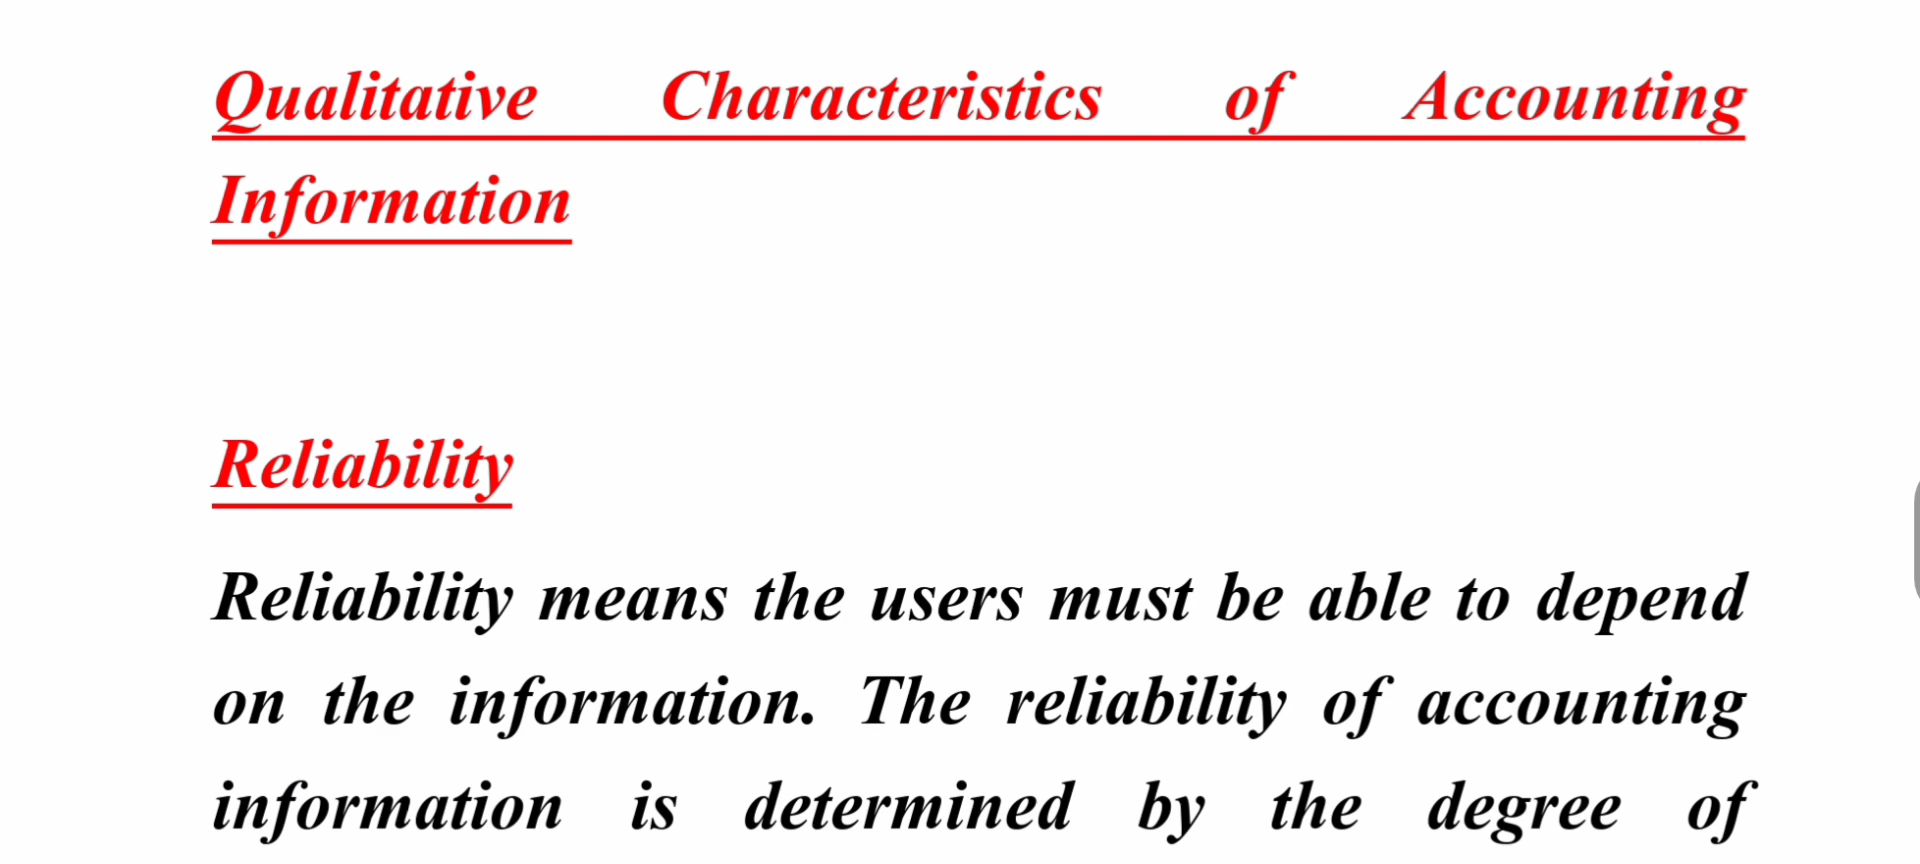 Qualitative Characteristics of Accounting
Information
Reliability
Reliability means the users must be able to depend
on the information. The reliability of accounting
information is determined by the degree of